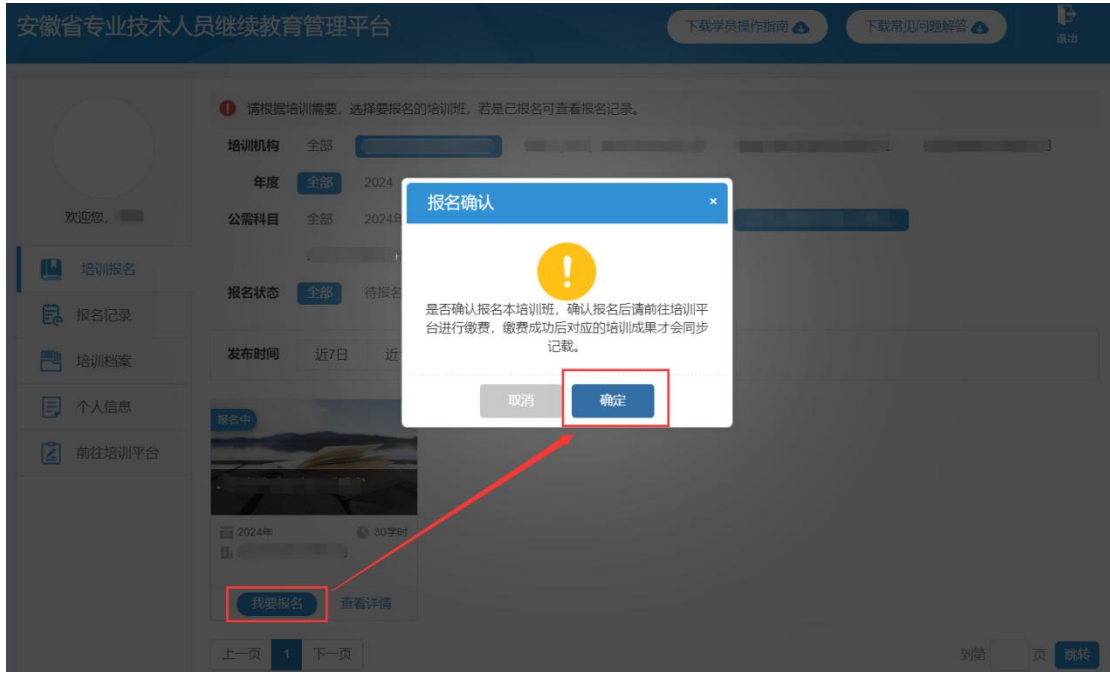 安徽省专业技术人员继续教育管理平台
下载学员操作指南
下载常见问题解答
退出
请根据培训需要，选择要报名的培训班，若是已报名可查看报名记录。
培训机构 全部
年度 全部 2024
欢迎您，
公需科目 全部 2024年
报名确认 ×
是否确认报名本培训班，确认报名后请前往培训平
台进行缴费，缴费成功后对应的培训成果才会同步
记载。
取消 确定
培训报名
报名记录
培训档案
个人信息
前往培训平台
报名状态 全部 待报名
发布时间 近7日 近
报名中
2024年 30学时
我要报名 查看详情
上一页 1 下一页
到第 页 跳转